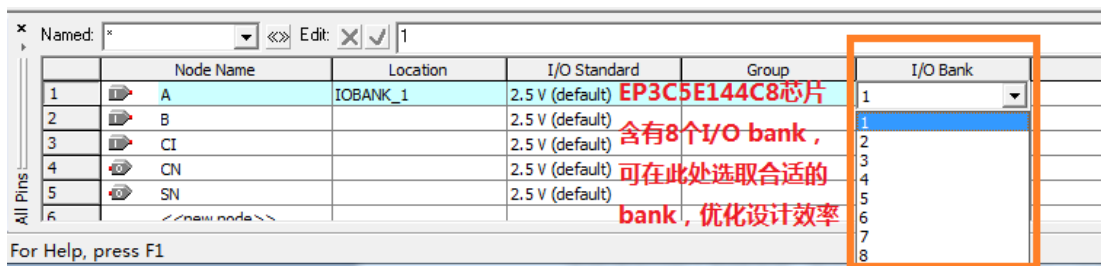 Named: * «» Edit: 1
Node Name Location I/O Standard Group I/O Bank
1 A IOBANK_1 2.5 V (default) 1
2 B 2.5 V (default)
3 CI 2.5 V (default)
4 CN 2.5 V (default)
5 SN 2.5 V (default)
6 <<new node>>
EP3C5E144C8芯片
含有8个I/O bank，
可在此处选取合适的
bank，优化设计效率
1
2
3
4
5
6
7
8
All Pins
For Help, press F1